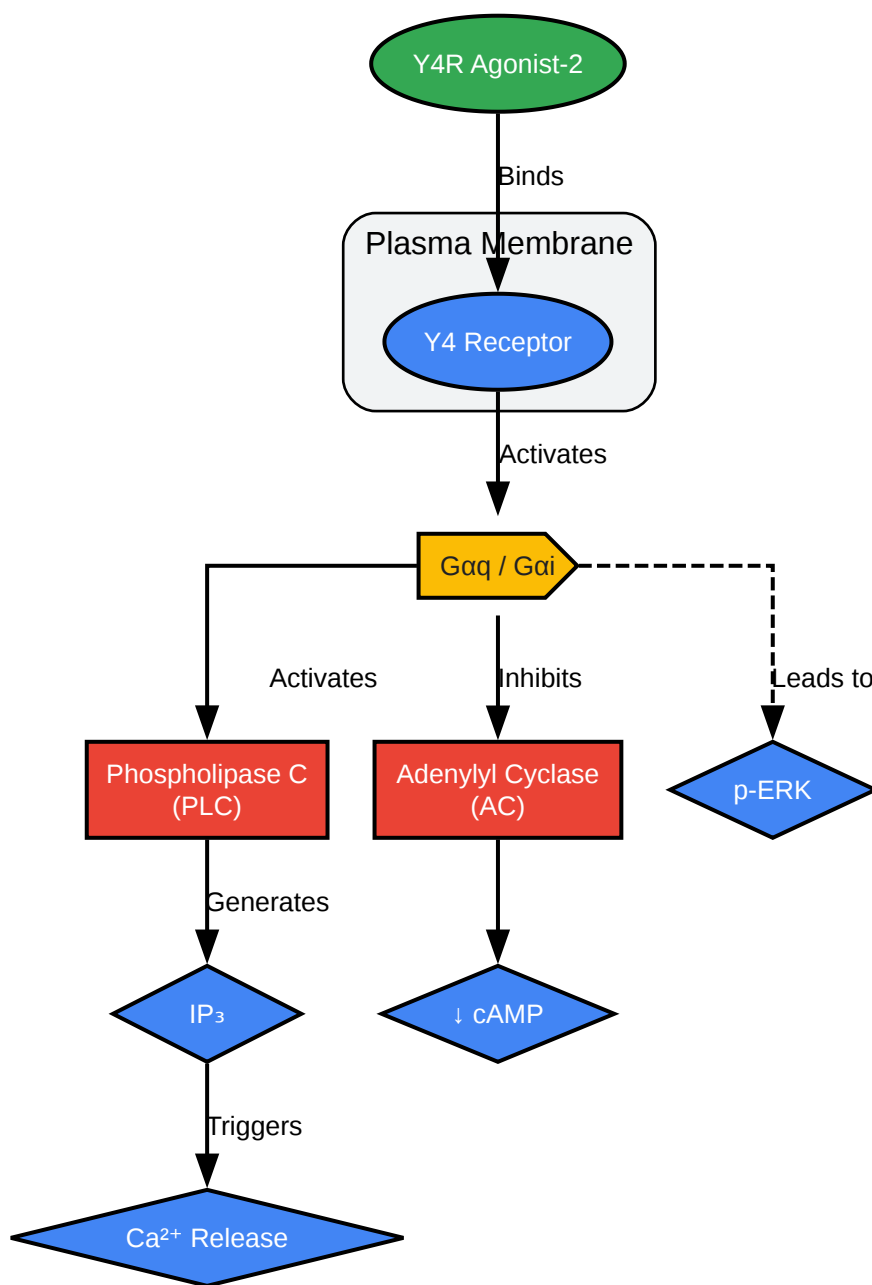 Y4R Agonist-2
Binds
Plasma Membrane
Y4 Receptor
Activates
Gαq / Gαi
Activates
Inhibits
Leads to
Phospholipase C
(PLC)
Adenylyl Cyclase
(AC)
p-ERK
Generates
IP₃
↓ cAMP
Triggers
Ca²⁺ Release